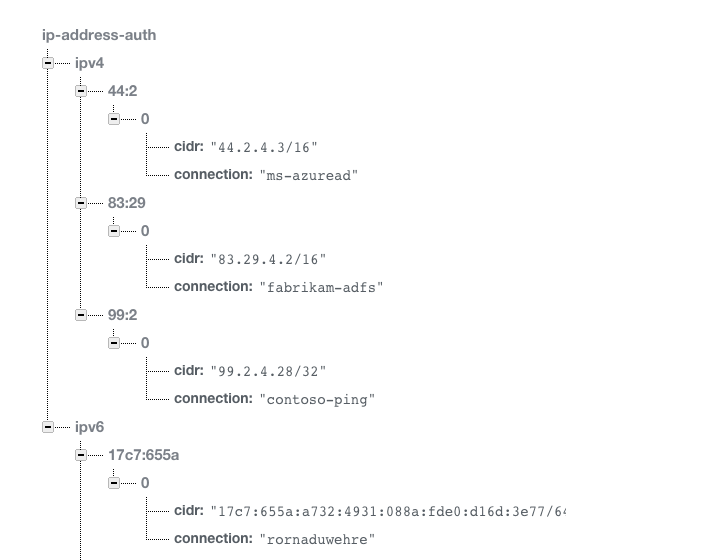 ip-address-auth
ipv4
44:2
0
cidr: "44.2.4.3/16"
connection: "ms-azuread"
83:29
0
cidr: "83.29.4.2/16"
connection: "fabrikam-adfs"
99:2
0
cidr: "99.2.4.28/32"
connection: "contoso-ping"
ipv6
17c7:655a
0
cidr: "17c7:655a:a732:4931:088a:fde0:d16d:3e77/64
connection: "rornaduwehre"